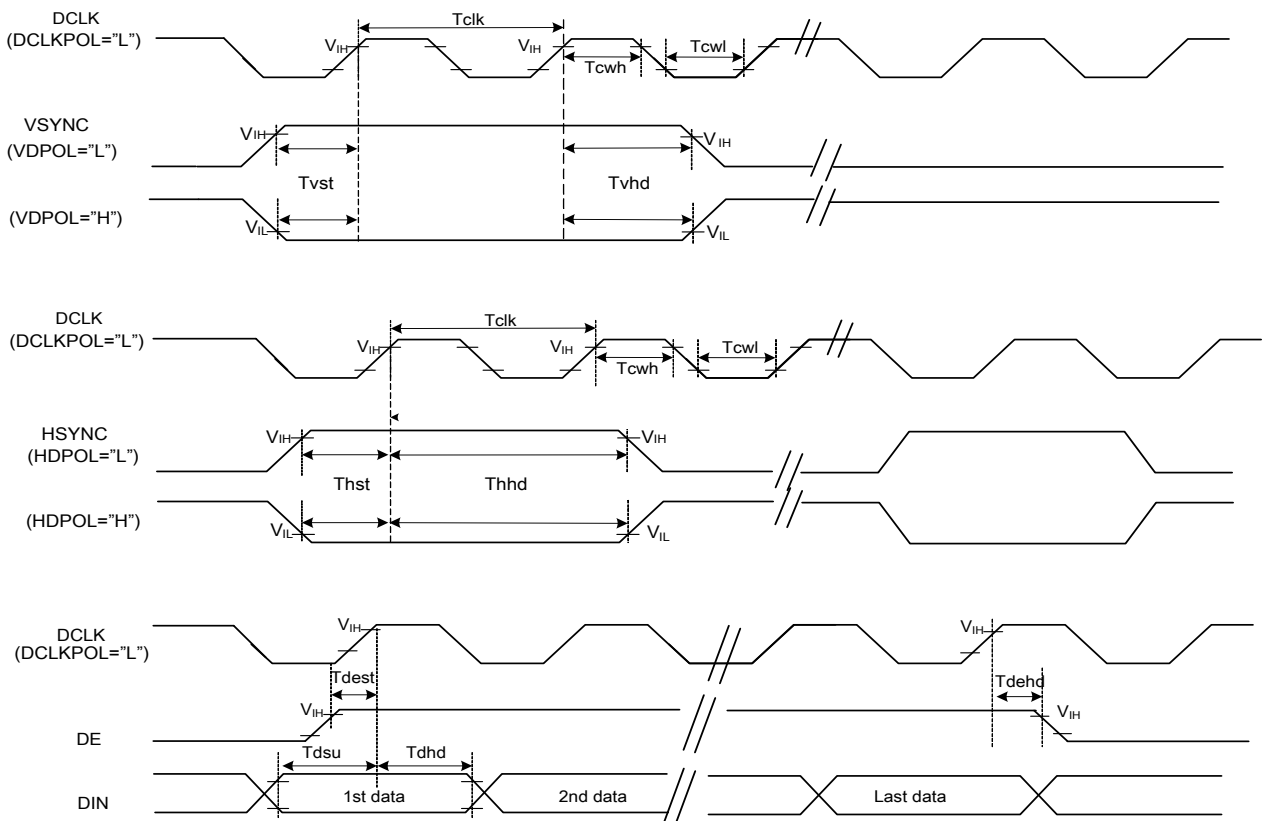 DCLK
(DCLKPOL="L")
Tclk
VIH
VIH
Tcwh
Tcwl
VSYNC
(VDPOL="L")
VIH
VIH
Tvst
Tvhd
(VDPOL="H")
VIL
VIL
DCLK
(DCLKPOL="L")
Tclk
VIH
VIH
Tcwh
Tcwl
HSYNC
(HDPOL="L")
VIH
VIH
Thst
Thhd
(HDPOL="H")
VIL
VIL
DCLK
(DCLKPOL="L")
VIH
VIH
Tdest
Tdehd
DE
VIH
VIH
Tdsu
Tdhd
DIN
1st data
2nd data
Last data